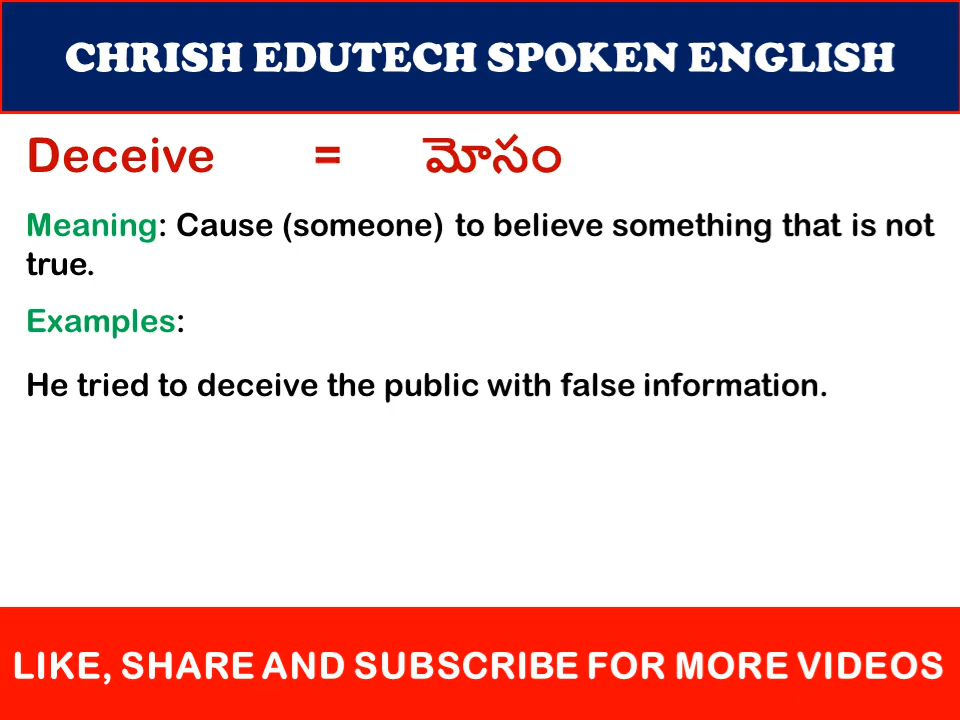 CHRISH EDUTECH SPOKEN ENGLISH
Deceive = మోసం
Meaning: Cause (someone) to believe something that is not
true.
Examples:
He tried to deceive the public with false information.
LIKE, SHARE AND SUBSCRIBE FOR MORE VIDEOS